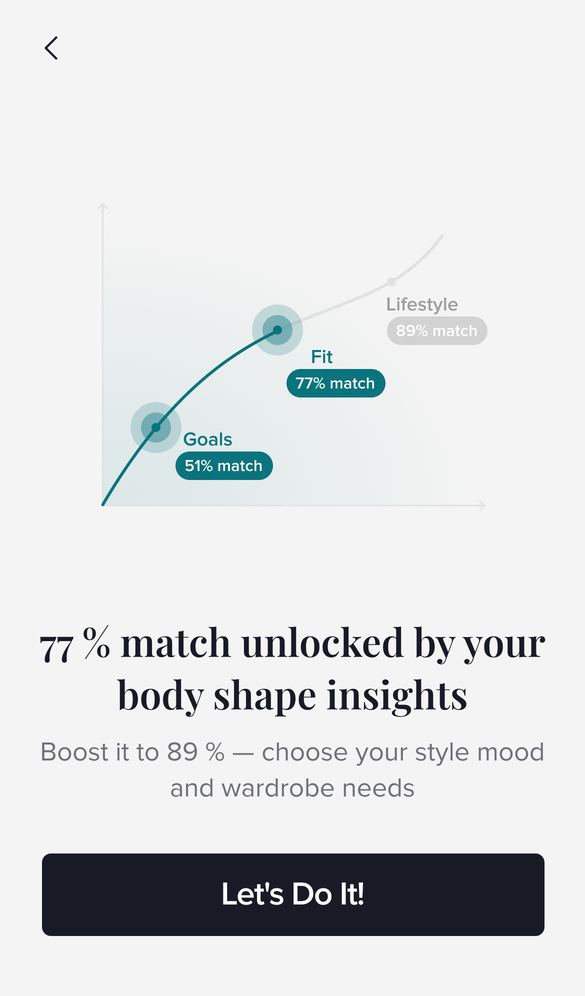 Lifestyle
89% match
Fit
77% match
Goals
51% match
77 % match unlocked by your
body shape insights
Boost it to 89 % — choose your style mood
and wardrobe needs
Let's Do It!